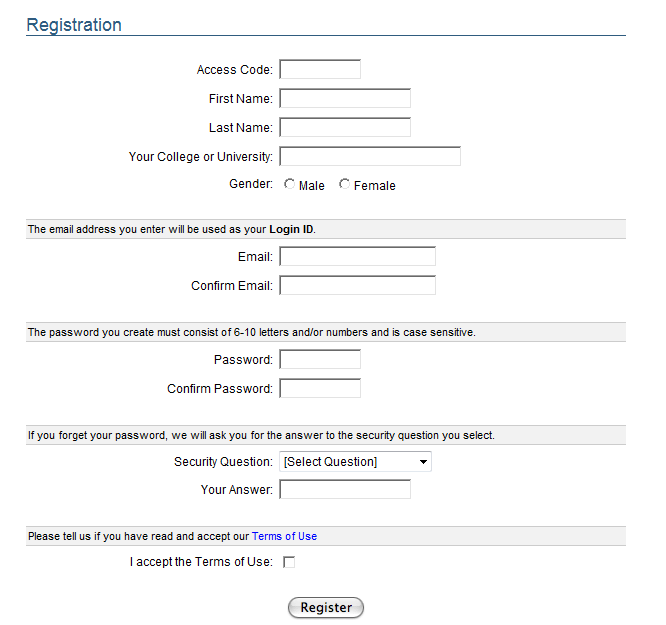 Registration
Access Code:
First Name:
Last Name:
Your College or University:
Gender: Male Female
The email address you enter will be used as your Login ID.
Email:
Confirm Email:
The password you create must consist of 6-10 letters and/or numbers and is case sensitive.
Password:
Confirm Password:
If you forget your password, we will ask you for the answer to the security question you select.
Security Question: [Select Question]
Your Answer:
Please tell us if you have read and accept our Terms of Use
I accept the Terms of Use:
Register